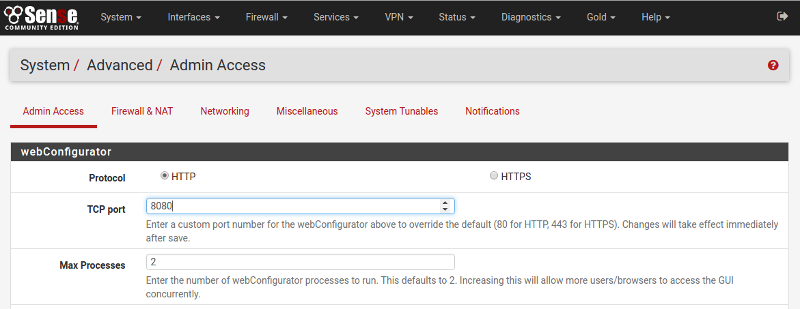 Sense
COMMUNITY EDITION
System
Interfaces
Firewall
Services
VPN
Status
Diagnostics
Gold
Help
System / Advanced / Admin Access
Admin Access
Firewall & NAT
Networking
Miscellaneous
System Tunables
Notifications
webConfigurator
Protocol
HTTP
HTTPS
TCP port
8080
Enter a custom port number for the webConfigurator above to override the default (80 for HTTP, 443 for HTTPS). Changes will take effect immediately
after save.
Max Processes
2
Enter the number of webConfigurator processes to run. This defaults to 2. Increasing this will allow more users/browsers to access the GUI
concurrently.